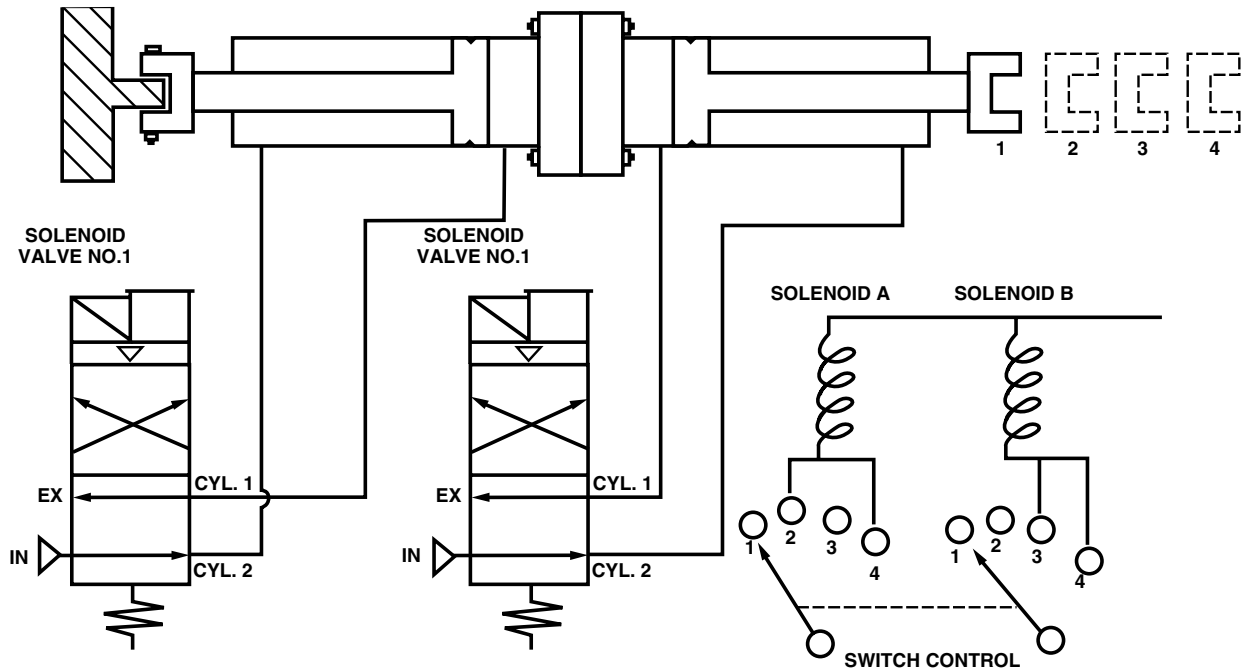 1
2
3
4
SOLENOID
VALVE NO.1
SOLENOID
VALVE NO.1
SOLENOID A
SOLENOID B
EX
CYL. 1
IN
CYL. 2
EX
CYL. 1
IN
CYL. 2
1
2
3
4
1
2
3
4
SWITCH CONTROL